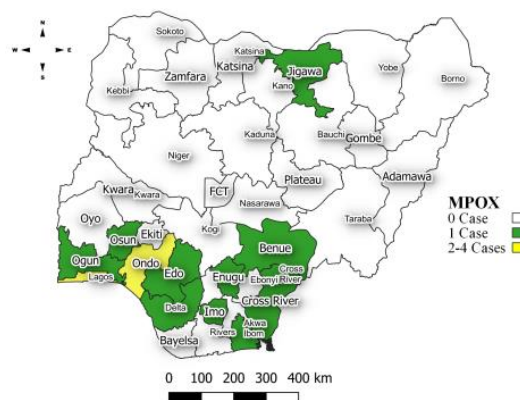 N
W E
S
Sokoto
Katsina
Zamfara
Katsina
Jigawa
Yobe
Borno
Kebbi
Kano
Kaduna
Bauchi
Gombe
Niger
Adamawa
Plateau
Kwara
Kwara
FCT
Nasarawa
Taraba
Oyo
Ekiti
Kogi
Osun
Benue
Ogun
Ondo
Edo
Lagos
Enugu
Ebonyi
Cross
River
Delta
Imo
Cross River
Rivers
Akwa
Ibom
Bayelsa
MPOX
0 Case
1 Case
2-4 Cases
0 100 200 300 400 km